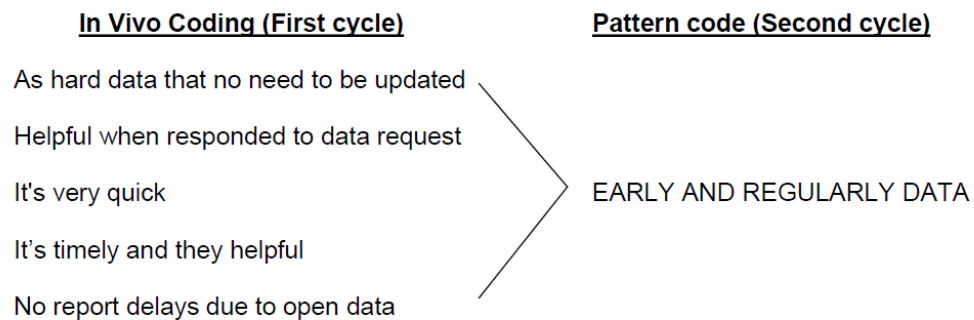 In Vivo Coding (First cycle)
Pattern code (Second cycle)
As hard data that no need to be updated
Helpful when responded to data request
It's very quick
EARLY AND REGULARLY DATA
It’s timely and they helpful
No report delays due to open data